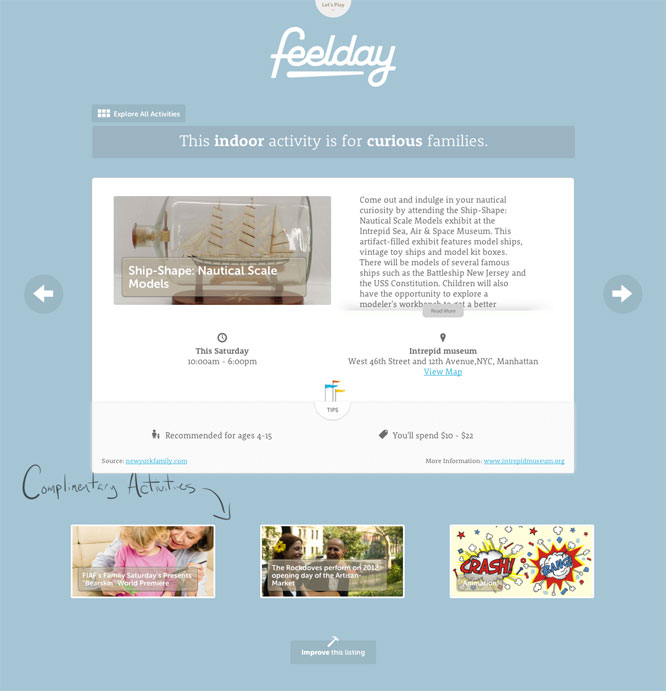 Let's Play
feelday
Explore All Activities
This indoor activity is for curious families.
Ship-Shape: Nautical Scale
Models
Come out and indulge in your nautical
curiosity by attending the Ship-Shape:
Nautical Scale Models exhibit at the
Intrepid Sea, Air & Space Museum. This
artifact-filled exhibit features model ships,
vintage toy ships and model kit boxes.
There will be models of several famous
ships such as the Battleship New Jersey and
the USS Constitution. Children will also
have the opportunity to explore a
modeler's workbench to get a better
Read More
This Saturday
10:00am - 6:00pm
Intrepid museum
West 46th Street and 12th Avenue,NYC, Manhattan
View Map
TIPS
Recommended for ages 4-15
You'll spend $10 - $22
Source: newyorkfamily.com
More Information: www.intrepidmuseum.org
Complimentary Activities
FIAF's Family Saturday's Presents
"Bearskin" World Premiere
The Rockdoves perform on 2012
opening day of the Artisan-
Market
CRASH!
BANG!
Animation!
Improve this listing